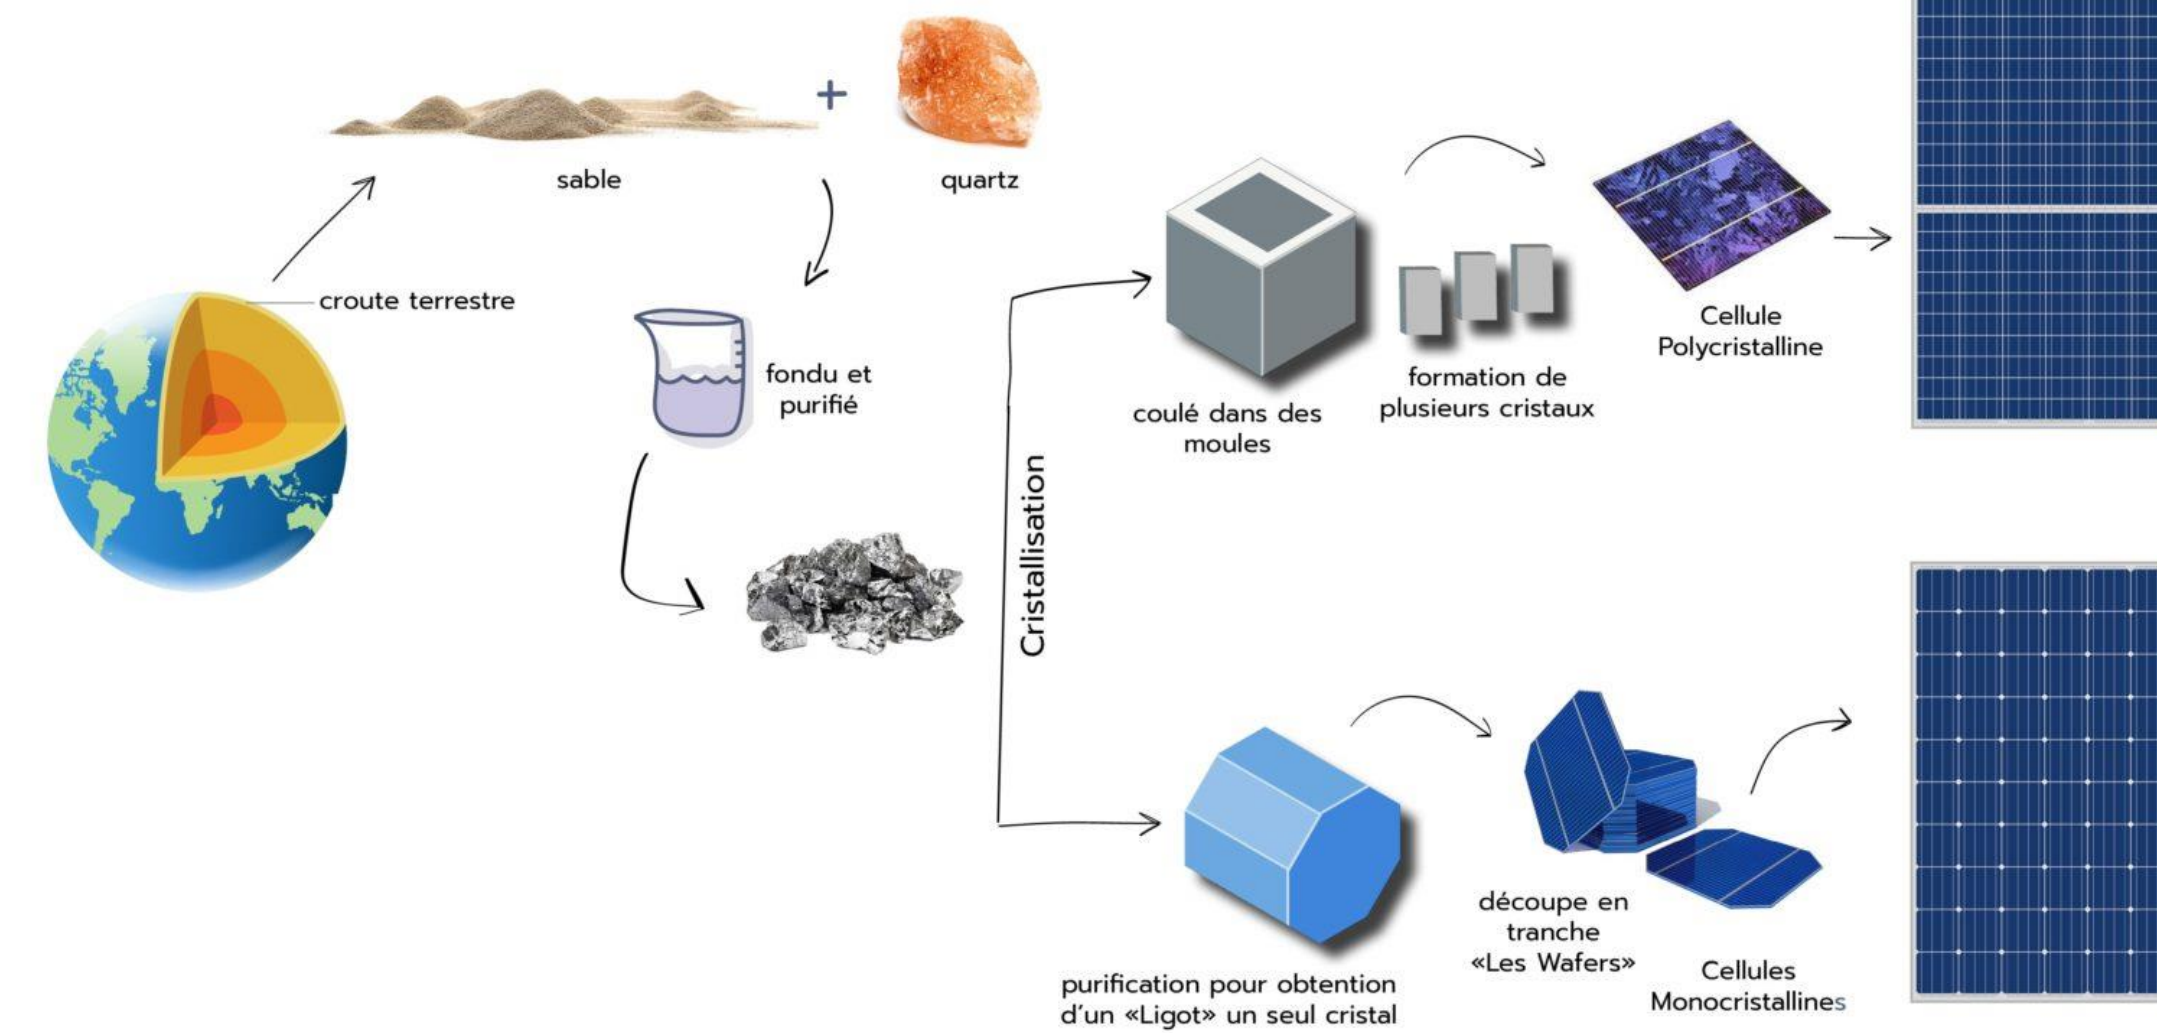 +
sable
quartz
croute terrestre
fondu et
purifié
Cristallisation
coulé dans des
moules
formation de
plusieurs cristaux
Cellule
Polycristalline
purification pour obtention
d'un «Ligot» un seul cristal
découpe en
tranche
«Les Wafers»
Cellules
Monocristallines